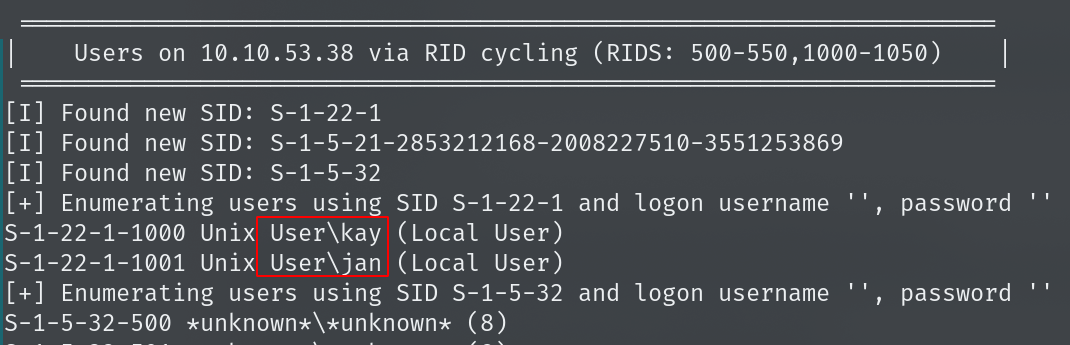 | Users on 10.10.53.38 via RID cycling (RIDS: 500-550,1000-1050) |
[I] Found new SID: S-1-22-1
[I] Found new SID: S-1-5-21-2853212168-2008227510-3551253869
[I] Found new SID: S-1-5-32
[+] Enumerating users using SID S-1-22-1 and logon username '', password ''
S-1-22-1-1000 Unix User\kay (Local User)
S-1-22-1-1001 Unix User\jan (Local User)
[+] Enumerating users using SID S-1-5-32 and logon username '', password ''
S-1-5-32-500 *unknown*\*unknown* (8)